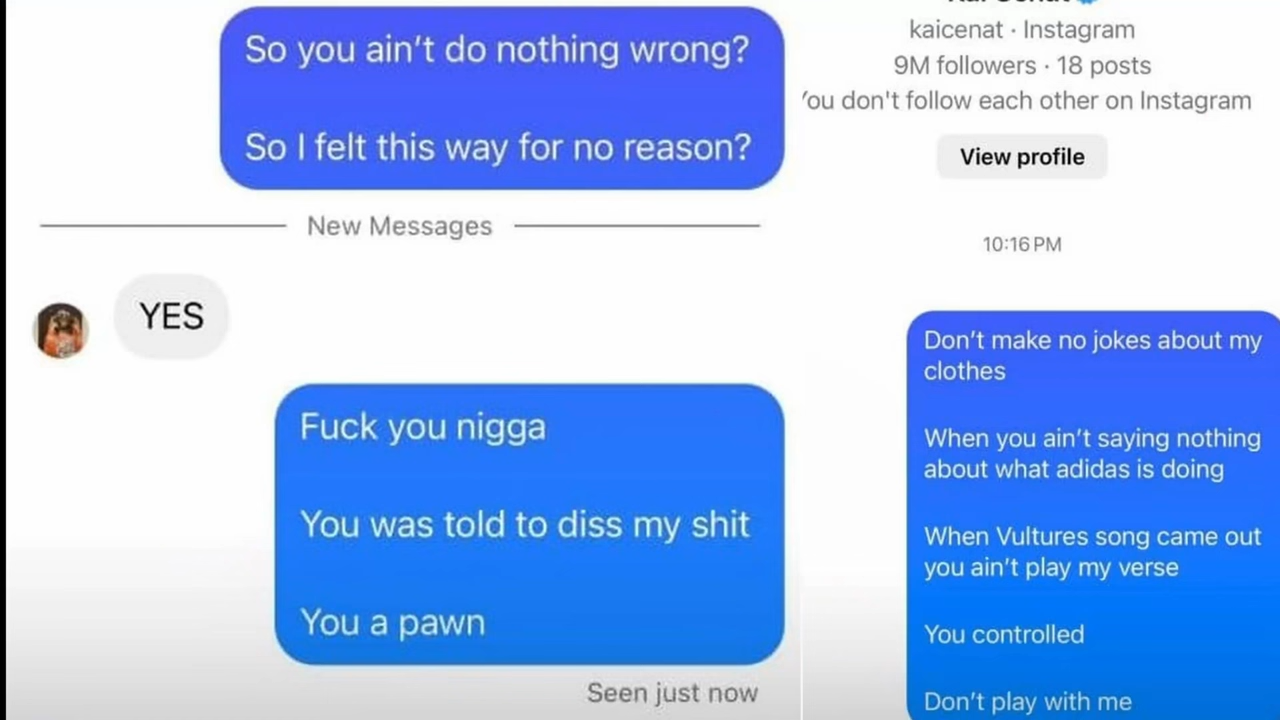 So you ain't do nothing wrong?
So I felt this way for no reason?
New Messages
YES
Fuck you nigga
You was told to diss my shit
You a pawn
Seen just now
kaicenat · Instagram
9M followers · 18 posts
You don't follow each other on Instagram
View profile
10:16 PM
Don't make no jokes about my
clothes
When you ain't saying nothing
about what adidas is doing
When Vultures song came out
you ain't play my verse
You controlled
Don't play with me